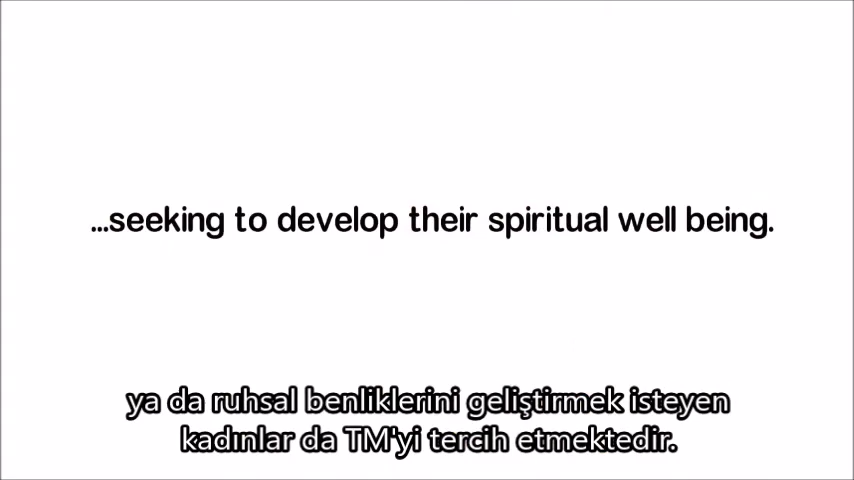 ...seeking to develop their spiritual well being.
ya da ruhsal benliklerini geliştirmek isteyen
kadınlar da TM'yi tercih etmektedir.